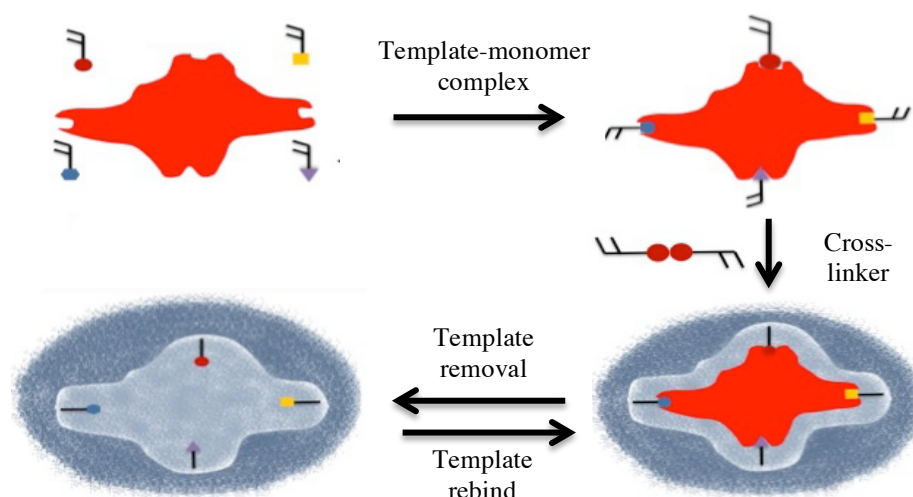 Template-monomer
complex
Cross-
linker
Template
removal
Template
rebind